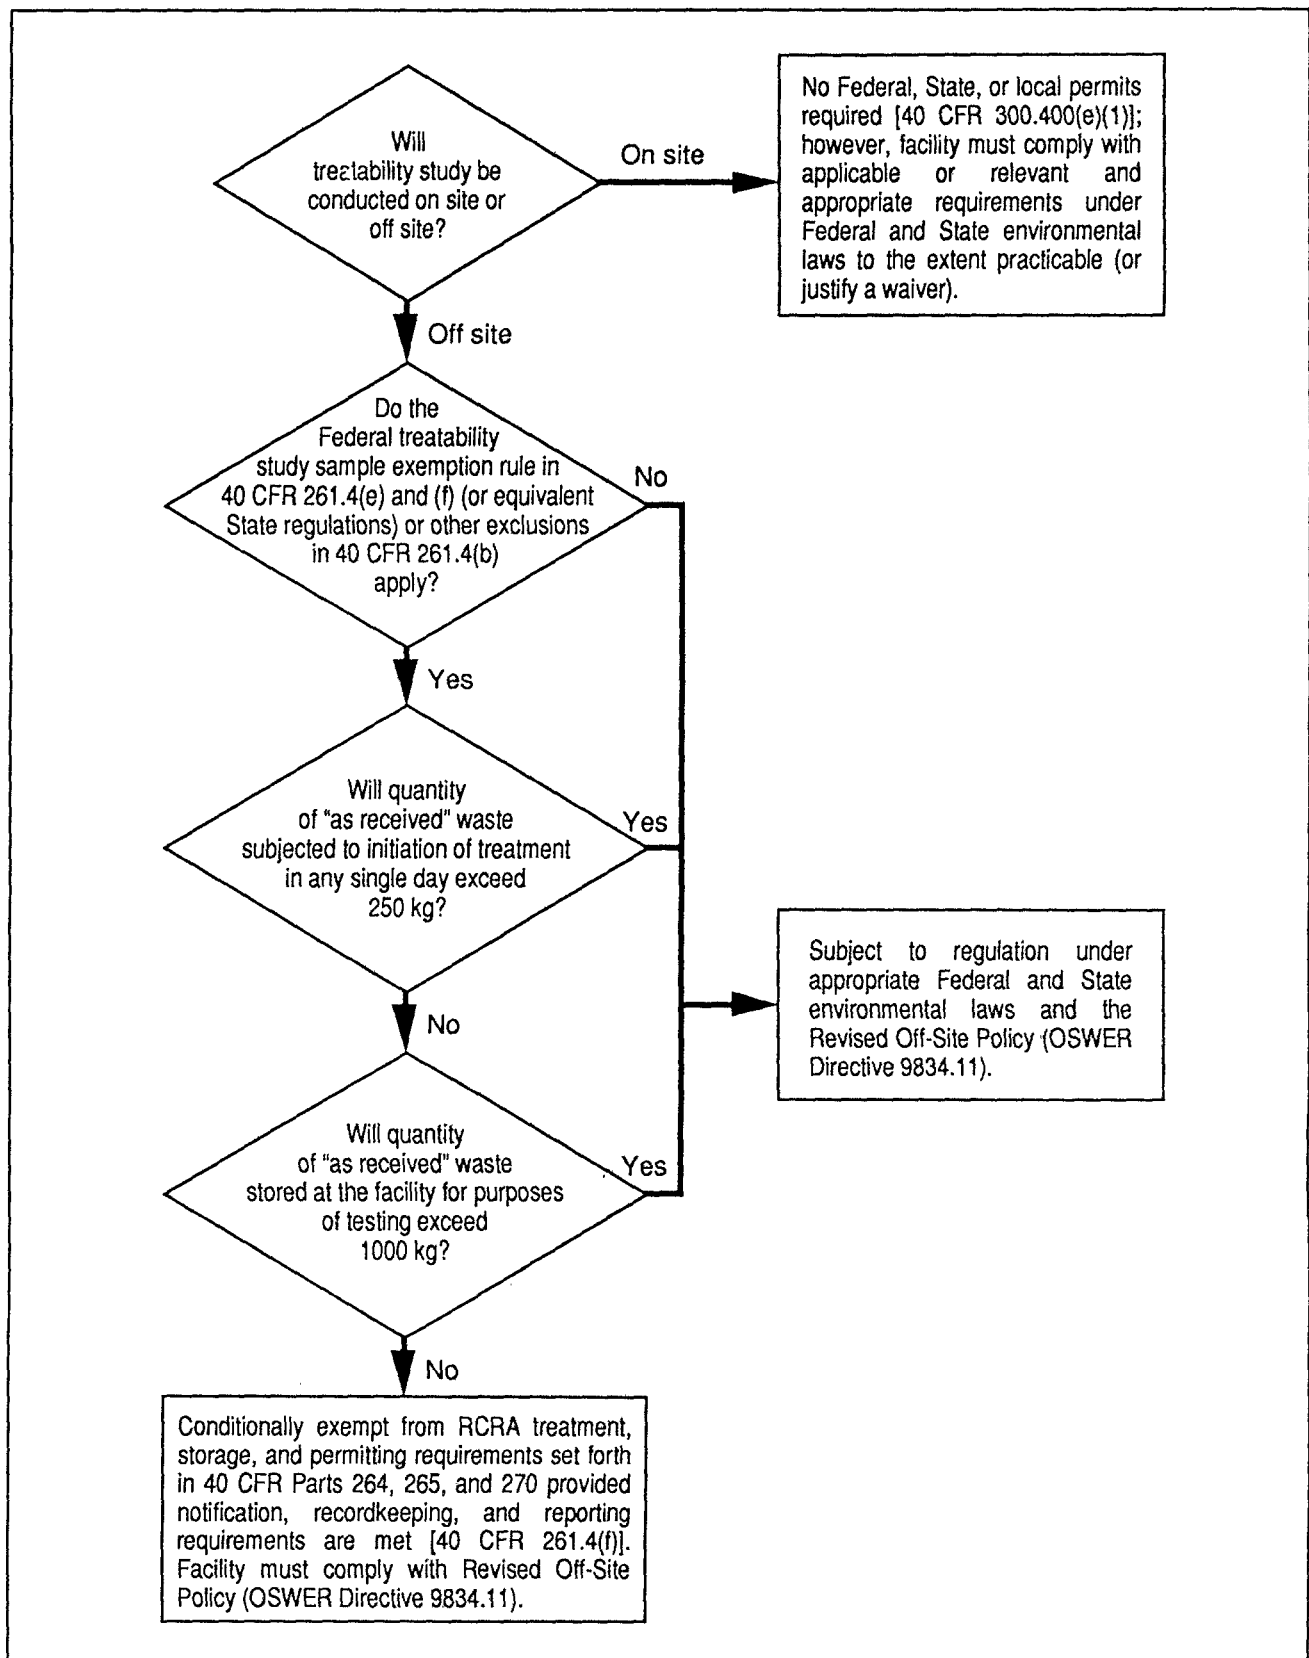 Will
treatability study be
conducted on site or
off site?
On site
No Federal, State, or local permits
required [40 CFR 300.400(e)(1)];
however, facility must comply with
applicable or relevant and
appropriate requirements under
Federal and State environmental
laws to the extent practicable (or
justify a waiver).
Off site
Do the
Federal treatability
study sample exemption rule in
40 CFR 261.4(e) and (f) (or equivalent
State regulations) or other exclusions
in 40 CFR 261.4(b)
apply?
No
Yes
Will quantity
of "as received" waste
subjected to initiation of treatment
in any single day exceed
250 kg?
Yes
No
Subject to regulation under
appropriate Federal and State
environmental laws and the
Revised Off-Site Policy (OSWER
Directive 9834.11).
Will quantity
of "as received" waste
stored at the facility for purposes
of testing exceed
1000 kg?
Yes
No
Conditionally exempt from RCRA treatment,
storage, and permitting requirements set forth
in 40 CFR Parts 264, 265, and 270 provided
notification, recordkeeping, and reporting
requirements are met [40 CFR 261.4(f)].
Facility must comply with Revised Off-Site
Policy (OSWER Directive 9834.11).